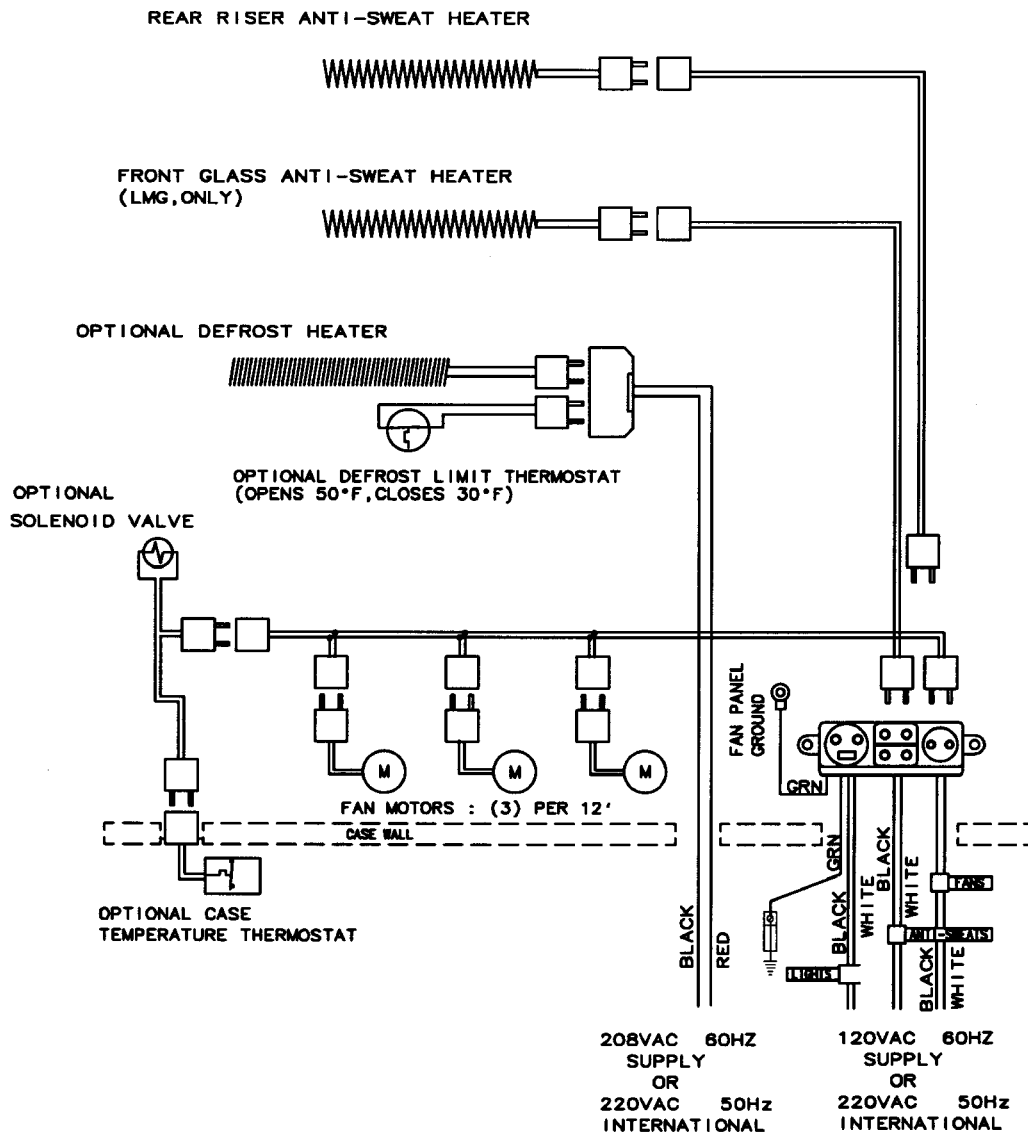 REAR RISER ANTI-SWEAT HEATER
FRONT GLASS ANTI-SWEAT HEATER
(LMG,ONLY)
OPTIONAL DEFROST HEATER
OPTIONAL DEFROST LIMIT THERMOSTAT
(OPENS 50°F,CLOSES 30°F)
OPTIONAL
SOLENOID VALVE
FAN PANEL
GROUND
GRN
M
M
M
FAN MOTORS : (3) PER 12'
CASE WALL
OPTIONAL CASE
TEMPERATURE THERMOSTAT
BLACK
RED
GRN
BLACK
WHITE
BLACK
WHITE
BLACK
WHITE
FANS
ANTI-SWEATS
LIGHTS
208VAC 60HZ
SUPPLY
OR
220VAC 50Hz
INTERNATIONAL
120VAC 60HZ
SUPPLY
OR
220VAC 50Hz
INTERNATIONAL